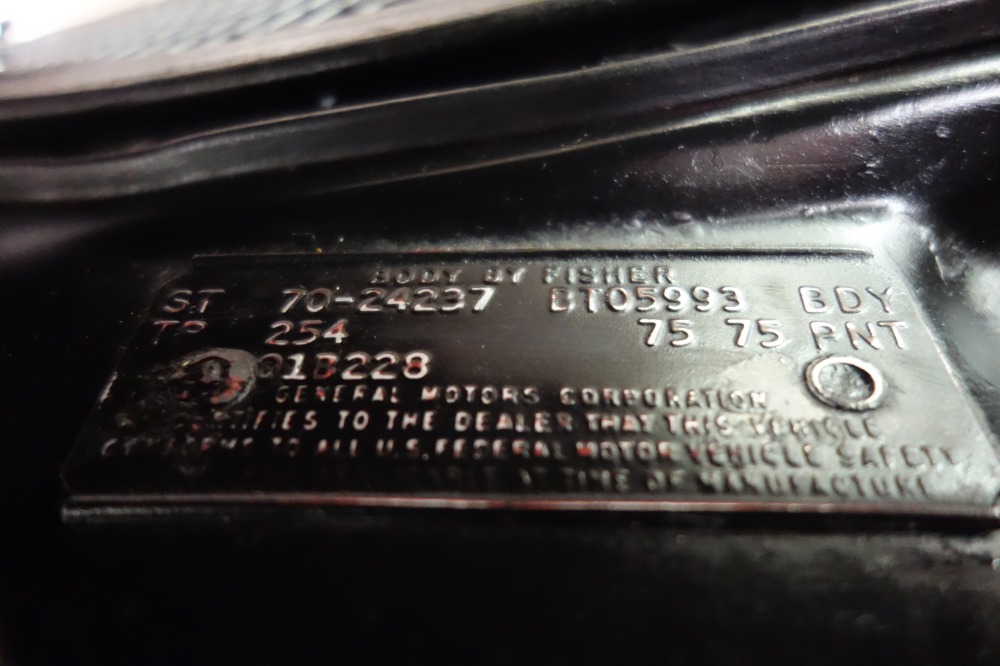 BODY BY FISHER
ST 70-24237 BT05993 BDY
TR 254 75 75 PNT
01B228
GENERAL MOTORS CORPORATION
TO THE DEALER THAT THIS VEHICLE
TO ALL U.S. FEDERAL MOTOR VEHICLE SAFETY
AT TIME OF MANUFACTURE